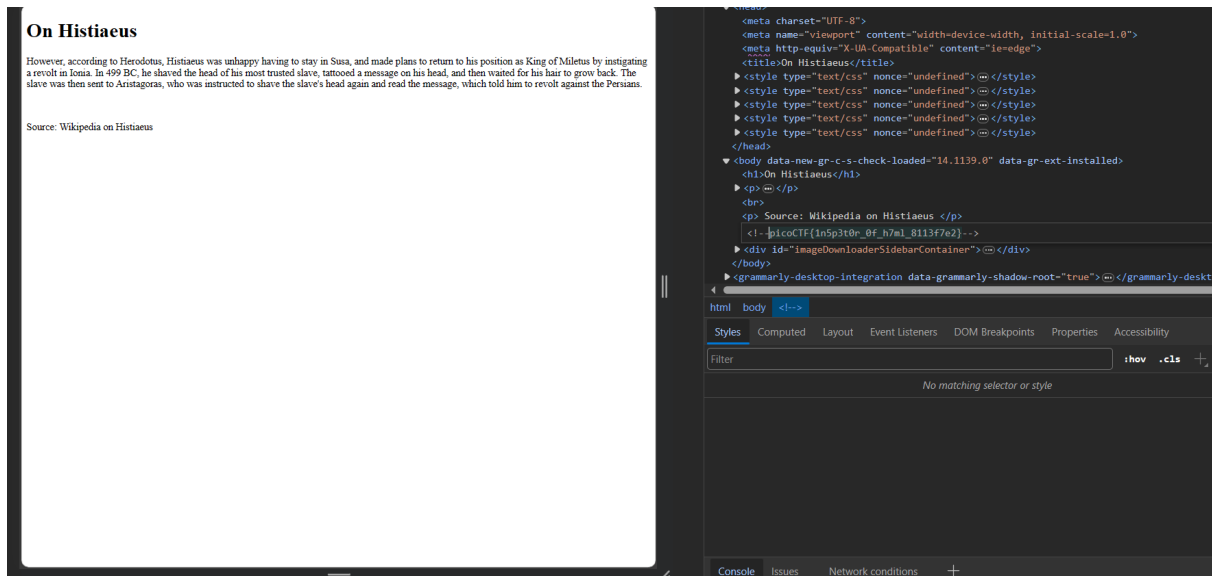 On Histiaeus
However, according to Herodotus, Histiaeus was unhappy having to stay in Susa, and made plans to return to his position as King of Miletus by instigating
a revolt in Ionia. In 499 BC, he shaved the head of his most trusted slave, tattooed a message on his head, and then waited for his hair to grow back. The
slave was then sent to Aristagoras, who was instructed to shave the slave's head again and read the message, which told him to revolt against the Persians.
Source: Wikipedia on Histiaeus
<head>
<meta charset="UTF-8">
<meta name="viewport" content="width=device-width, initial-scale=1.0">
<meta http-equiv="X-UA-Compatible" content="ie=edge">
<title>On Histiaeus</title>
<style type="text/css" nonce="undefined">…</style>
<style type="text/css" nonce="undefined">…</style>
<style type="text/css" nonce="undefined">…</style>
<style type="text/css" nonce="undefined">…</style>
<style type="text/css" nonce="undefined">…</style>
</head>
<body data-new-gr-c-s-check-loaded="14.1139.0" data-gr-ext-installed>
<h1>On Histiaeus</h1>
<p>…</p>
<br>
<p> Source: Wikipedia on Histiaeus </p>
<!--picoCTF{1n5p3t0r_0f_h7ml_8113f7e2}-->
<div id="imageDownloaderSidebarContainer">…</div>
</body>
<grammarly-desktop-integration data-grammarly-shadow-root="true">…</grammarly-deskt
html body <!-->
Styles Computed Layout Event Listeners DOM Breakpoints Properties Accessibility
Filter :hov .cls
No matching selector or style
Console Issues Network conditions